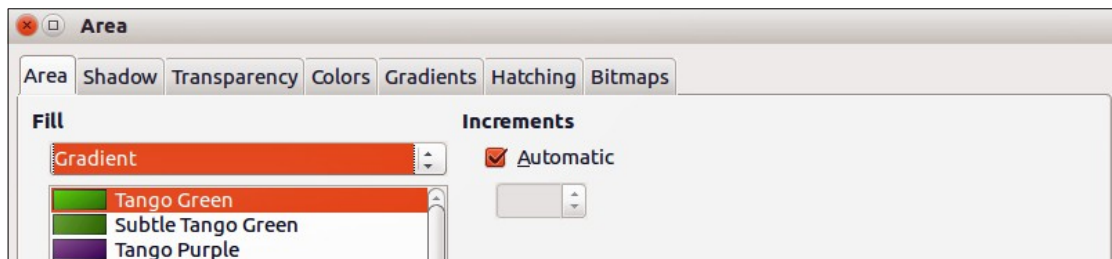 Area
Area Shadow Transparency Colors Gradients Hatching Bitmaps
Fill
Increments
Gradient
Automatic
Tango Green
Subtle Tango Green
Tango Purple